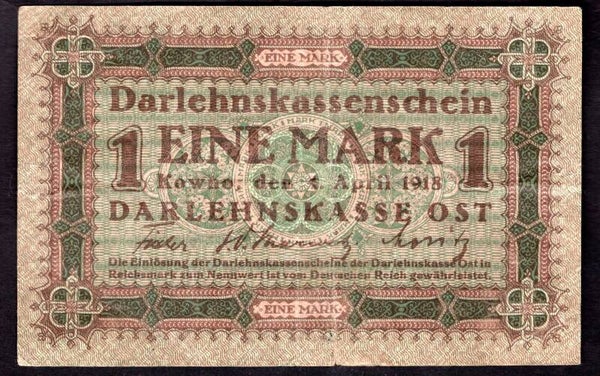 EINE MARK
Darlehnskassenschein
1 EINE MARK 1
Kowno, den 4. April 1918
DARLEHNSKASSE OST
Die Einlösung der Darlehnskassenscheine der Darlehnskasse Ost in
Reichsmark zum Nennwert ist vom Deutschen Reich gewährleistet.
EINE MARK